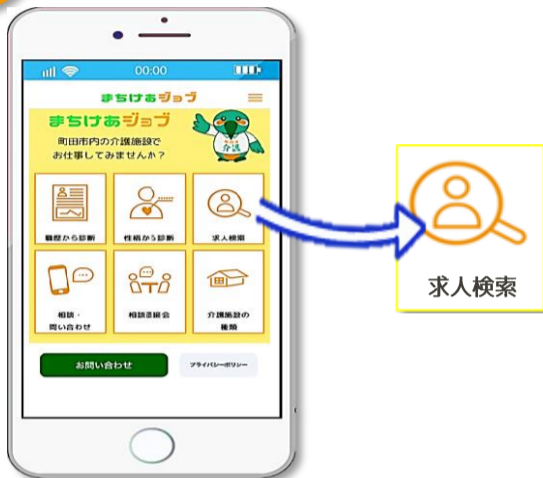 00:00
まちけあジョブ
まちけあジョブ
町田市内の介護施設で
お仕事してみませんか？
介護
職歴から診断
性格から診断
求人検索
相談・
問い合わせ
相談面接会
介護施設の
種類
お問い合わせ
プライバシーポリシー
求人検索